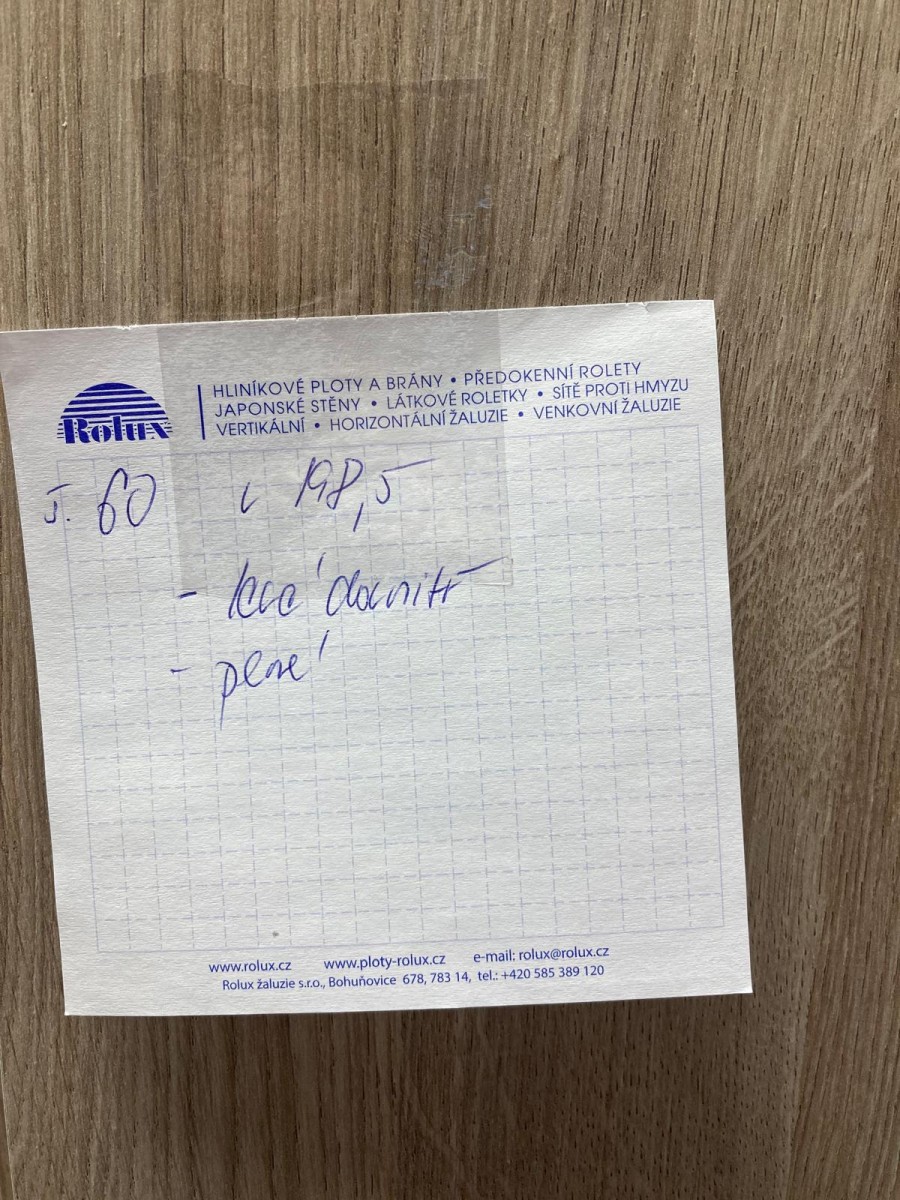 Rolux
HLINÍKOVÉ PLOTY A BRÁNY • PŘEDOKENNÍ ROLETY
JAPONSKÉ STĚNY • LÁTKOVÉ ROLETKY • SÍTĚ PROTI HMYZU
VERTIKÁLNÍ • HORIZONTÁLNÍ ŽALUZIE • VENKOVNÍ ŽALUZIE
60 198,5
- levé dovnitř
- plné
www.rolux.cz www.ploty-rolux.cz e-mail: rolux@rolux.cz
Rolux žaluzie s.r.o., Bohuňovice 678, 783 14, tel.: +420 585 389 120